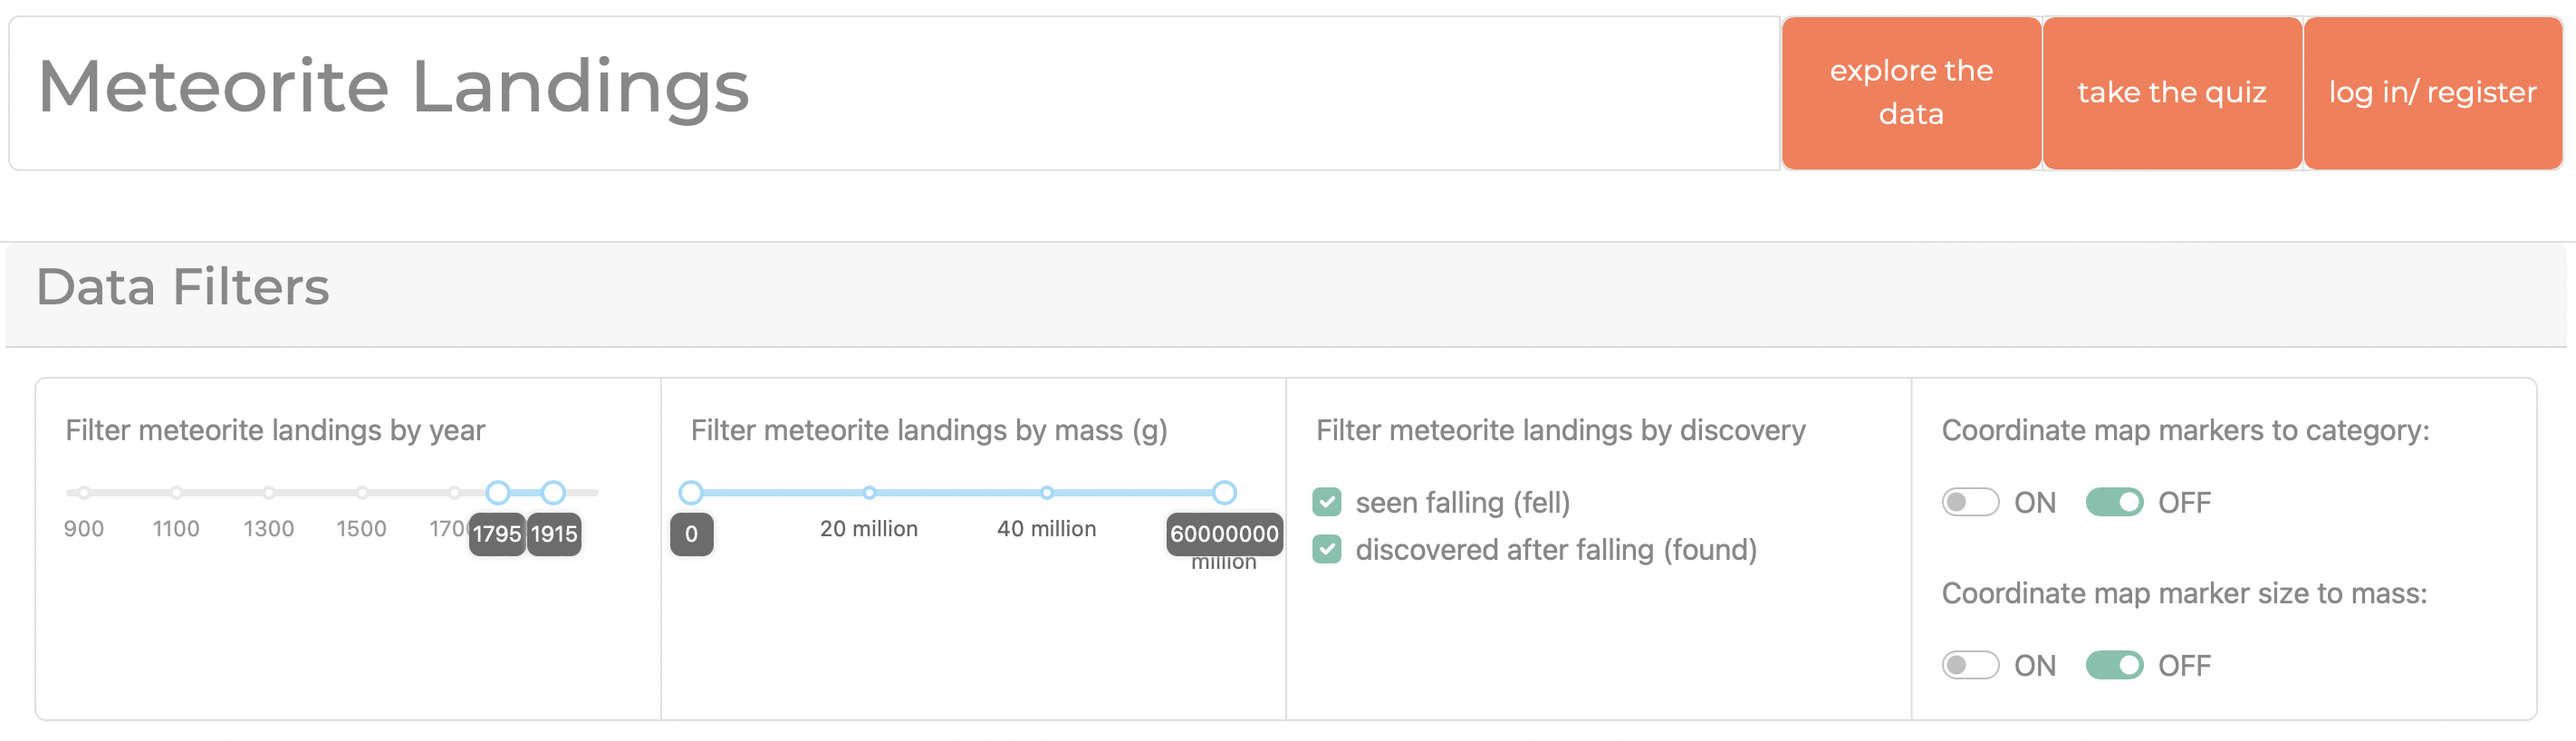 Meteorite Landings
explore the
data
take the quiz
log in/ register
Data Filters
Filter meteorite landings by year
900 1100 1300 1500 1795 1915
Filter meteorite landings by mass (g)
0 20 million 40 million 60000000
million
Filter meteorite landings by discovery
seen falling (fell)
discovered after falling (found)
Coordinate map markers to category:
ON OFF
Coordinate map marker size to mass:
ON OFF